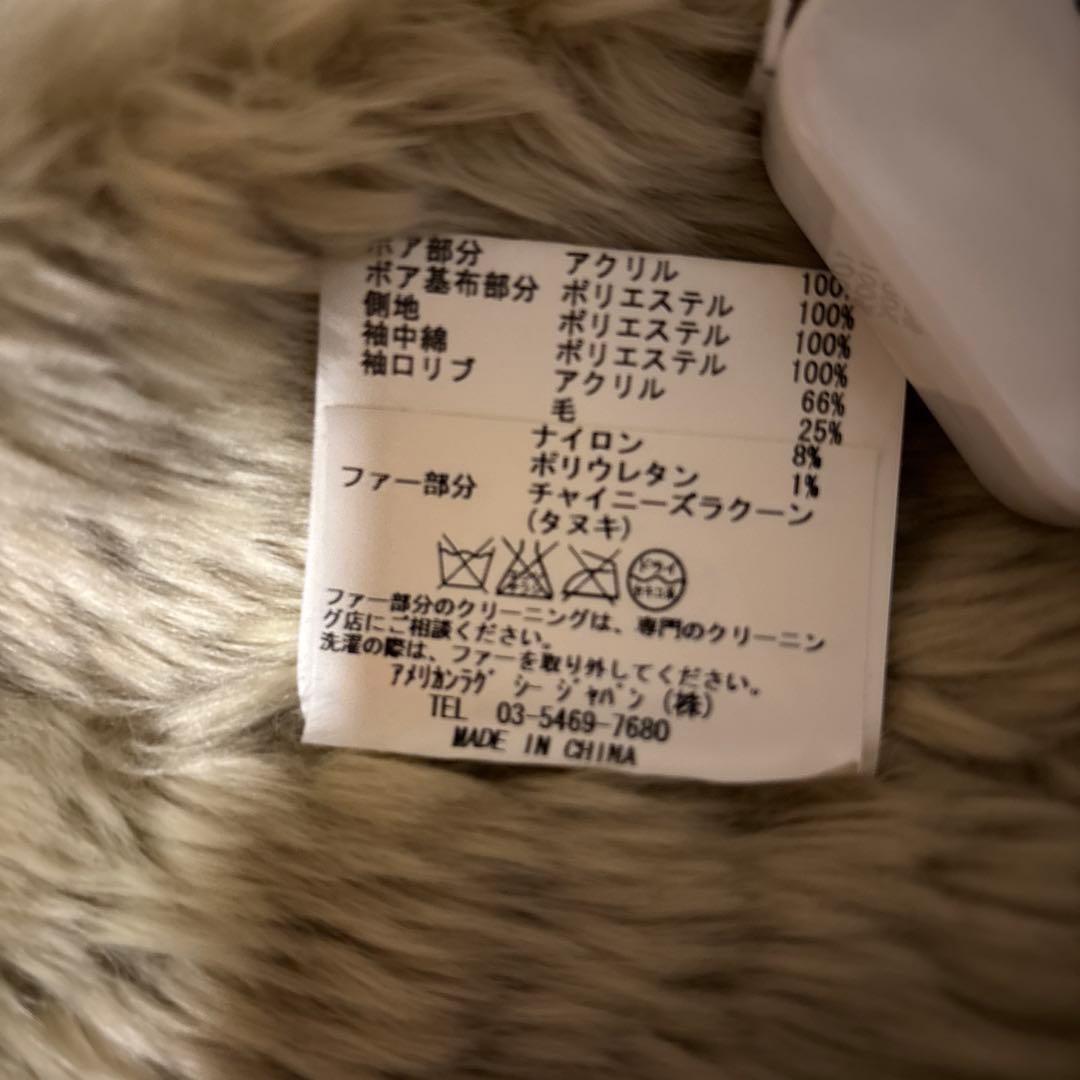 ボア部分 アクリル 100%
ボア基布部分 ポリエステル 100%
側地 ポリエステル 100%
袖中綿 ポリエステル 100%
袖口リブ アクリル 66%
毛 25%
ナイロン 8%
ポリウレタン 1%
ファー部分 チャイニーズラクーン
(タヌキ)
ドライ
ファー部分のクリーニングは、専門のクリーニン
グ店にご相談ください。
洗濯の際は、ファーを取り外してください。
アメリカンラグ シー ジャパン (株)
TEL 03-5469-7680
MADE IN CHINA